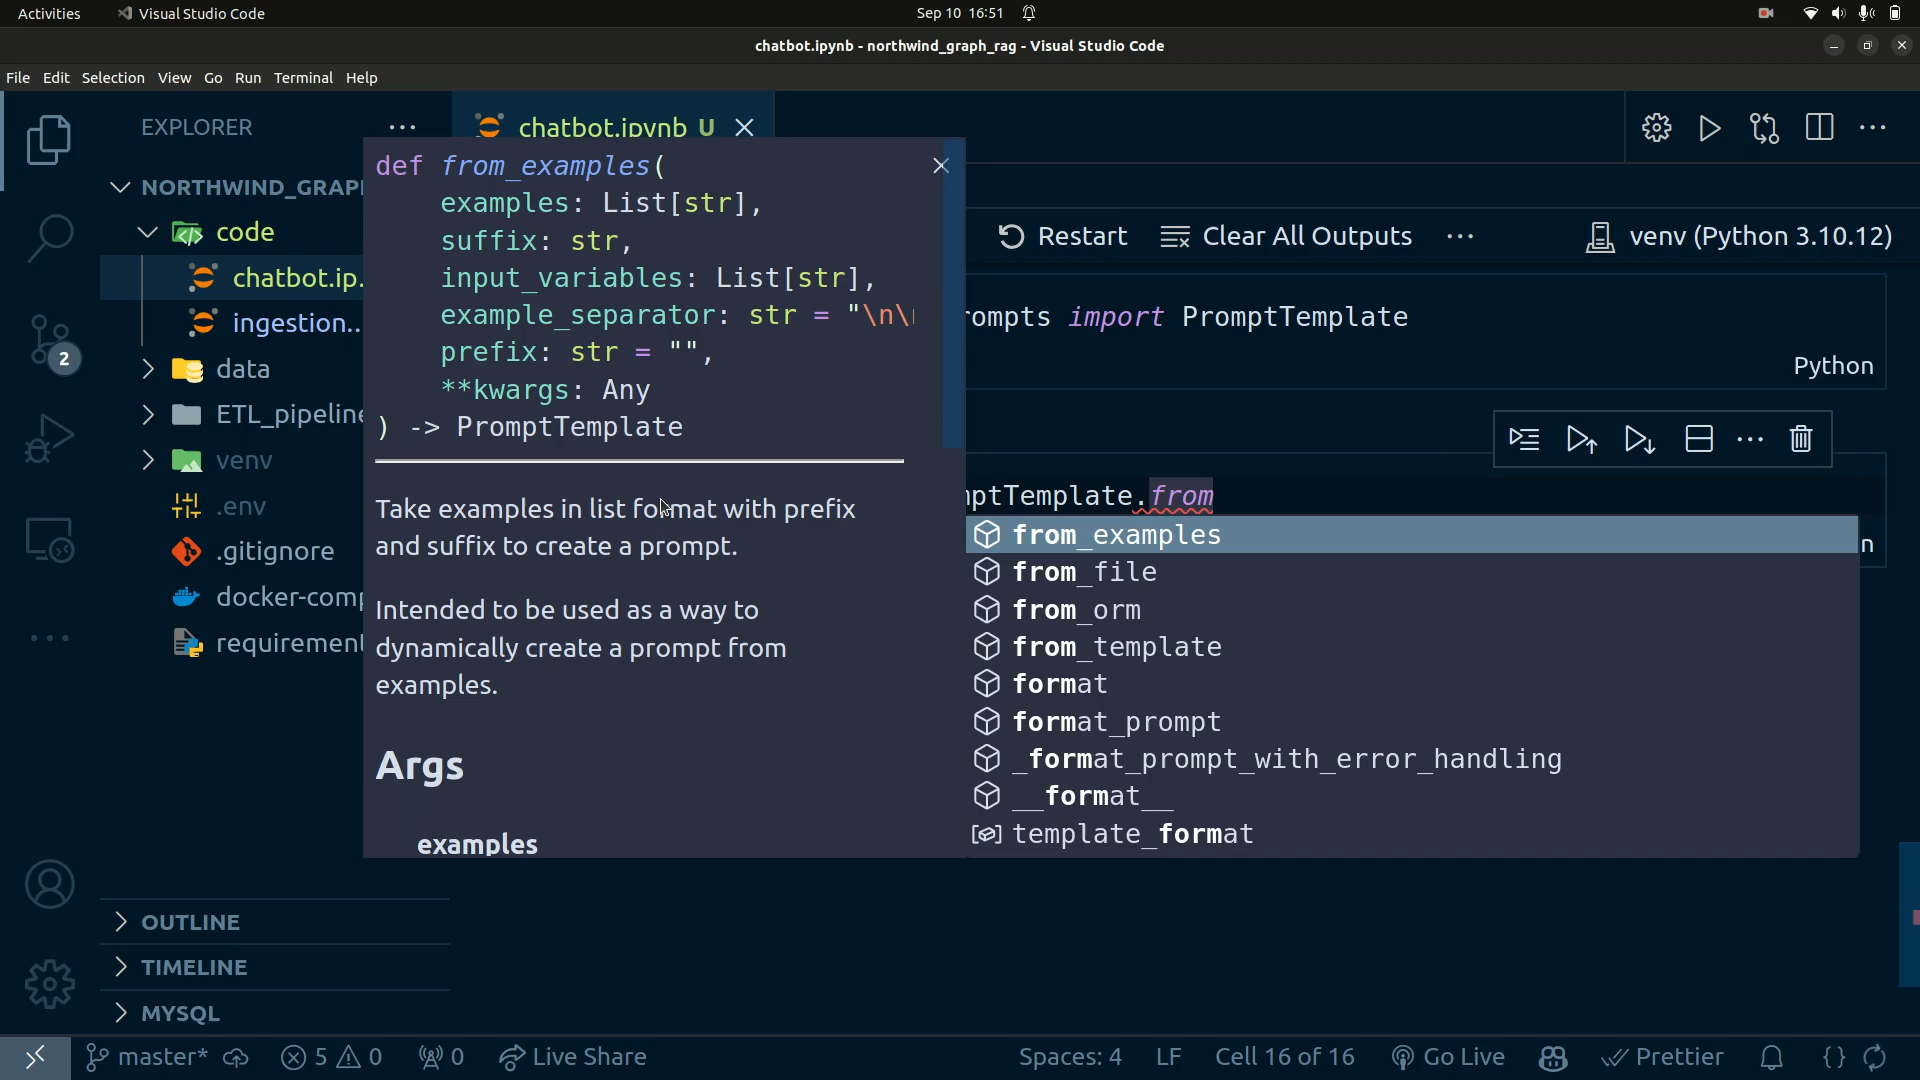 Activities
Visual Studio Code
Sep 10 16:51
chatbot.ipynb - northwind_graph_rag - Visual Studio Code
File Edit Selection View Go Run Terminal Help
EXPLORER
chatbot.ipynb U
NORTHWIND_GRAP
code
chatbot.ip.
ingestion...
data
ETL_pipeline
venv
.env
.gitignore
docker-comp
requirement
OUTLINE
TIMELINE
MYSQL
2
def from_examples(
examples: List[str],
suffix: str,
input_variables: List[str],
example_separator: str = "\n\n
prefix: str = "",
**kwargs: Any
) -> PromptTemplate
Take examples in list format with prefix
and suffix to create a prompt.
Intended to be used as a way to
dynamically create a prompt from
examples.
Args
examples
Restart
Clear All Outputs
venv (Python 3.10.12)
ompts import PromptTemplate
Python
ptTemplate.from
from_examples
from_file
from_orm
from_template
format
format_prompt
_format_prompt_with_error_handling
__format__
template_format
n
master*
5 0
0
Live Share
Spaces: 4
LF
Cell 16 of 16
Go Live
Prettier
{}